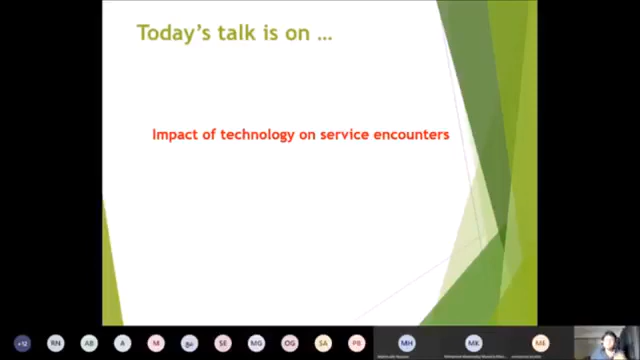 Today's talk is on ...
Impact of technology on service encounters
+12
RN
AB
A
M
SE
MG
OG
SA
PB
MH
MK
ME